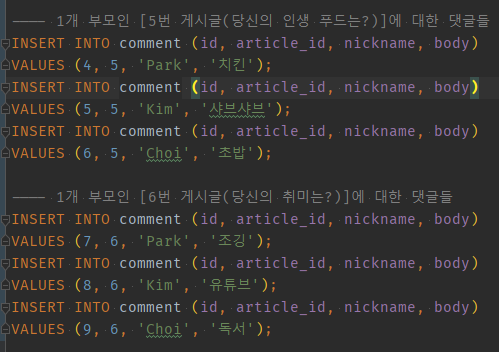 ---- 1개 부모인 [5번 게시글(당신의 인생 푸드는?)]에 대한 댓글들
INSERT INTO comment (id, article_id, nickname, body)
VALUES (4, 5, 'Park', '치킨');
INSERT INTO comment (id, article_id, nickname, body)
VALUES (5, 5, 'Kim', '샤브샤브');
INSERT INTO comment (id, article_id, nickname, body)
VALUES (6, 5, 'Choi', '초밥');
---- 1개 부모인 [6번 게시글(당신의 취미는?)]에 대한 댓글들
INSERT INTO comment (id, article_id, nickname, body)
VALUES (7, 6, 'Park', '조깅');
INSERT INTO comment (id, article_id, nickname, body)
VALUES (8, 6, 'Kim', '유튜브');
INSERT INTO comment (id, article_id, nickname, body)
VALUES (9, 6, 'Choi', '독서');